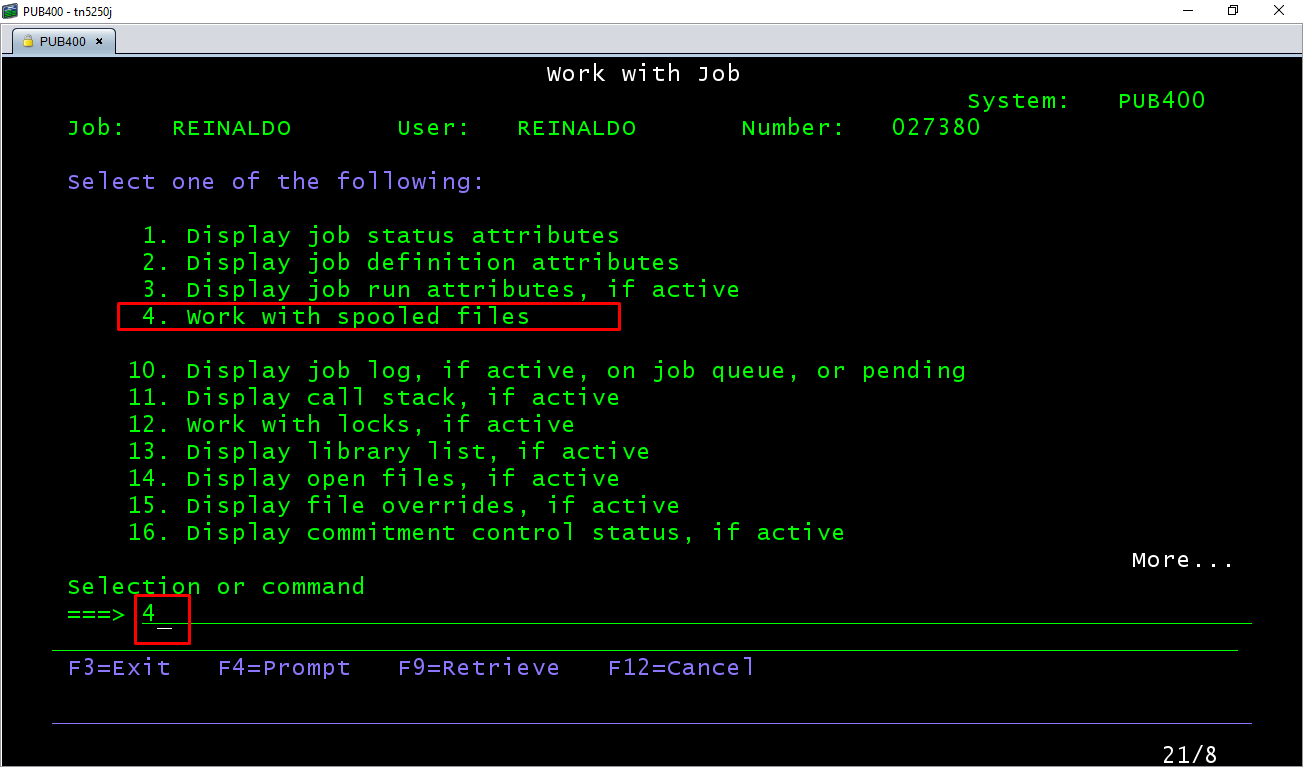 PUB400 - tn5250j
PUB400 ×
Work with Job
System: PUB400
Job: REINALDO User: REINALDO Number: 027380
Select one of the following:
1. Display job status attributes
2. Display job definition attributes
3. Display job run attributes, if active
4. Work with spooled files
10. Display job log, if active, on job queue, or pending
11. Display call stack, if active
12. Work with locks, if active
13. Display library list, if active
14. Display open files, if active
15. Display file overrides, if active
16. Display commitment control status, if active
More...
Selection or command
===> 4
F3=Exit F4=Prompt F9=Retrieve F12=Cancel
21/8